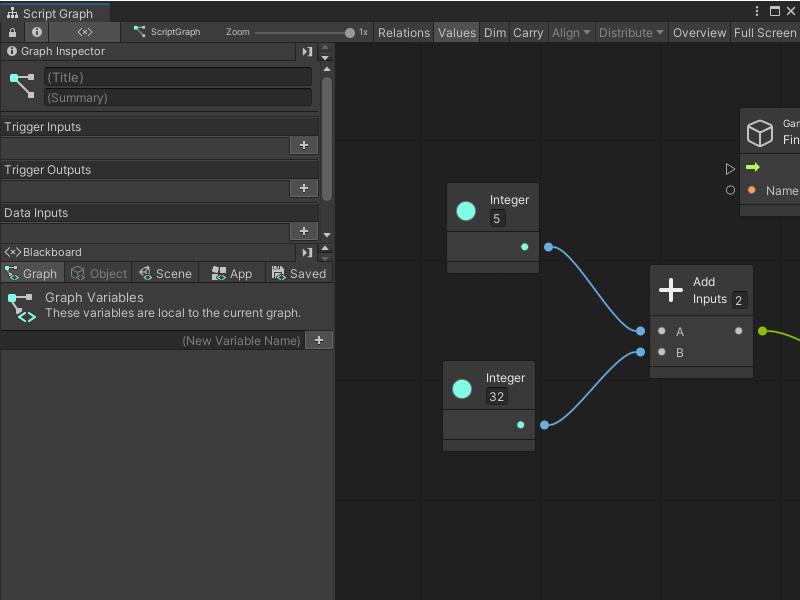 Script Graph
ScriptGraph
Zoom
1x
Relations
Values
Dim
Carry
Align
Distribute
Overview
Full Screen
Graph Inspector
(Title)
(Summary)
Trigger Inputs
Trigger Outputs
Data Inputs
Blackboard
Graph
Object
Scene
App
Saved
Graph Variables
These variables are local to the current graph.
(New Variable Name)
Integer
5
Integer
32
Add
Inputs 2
A
B
Gam
Fin
Name